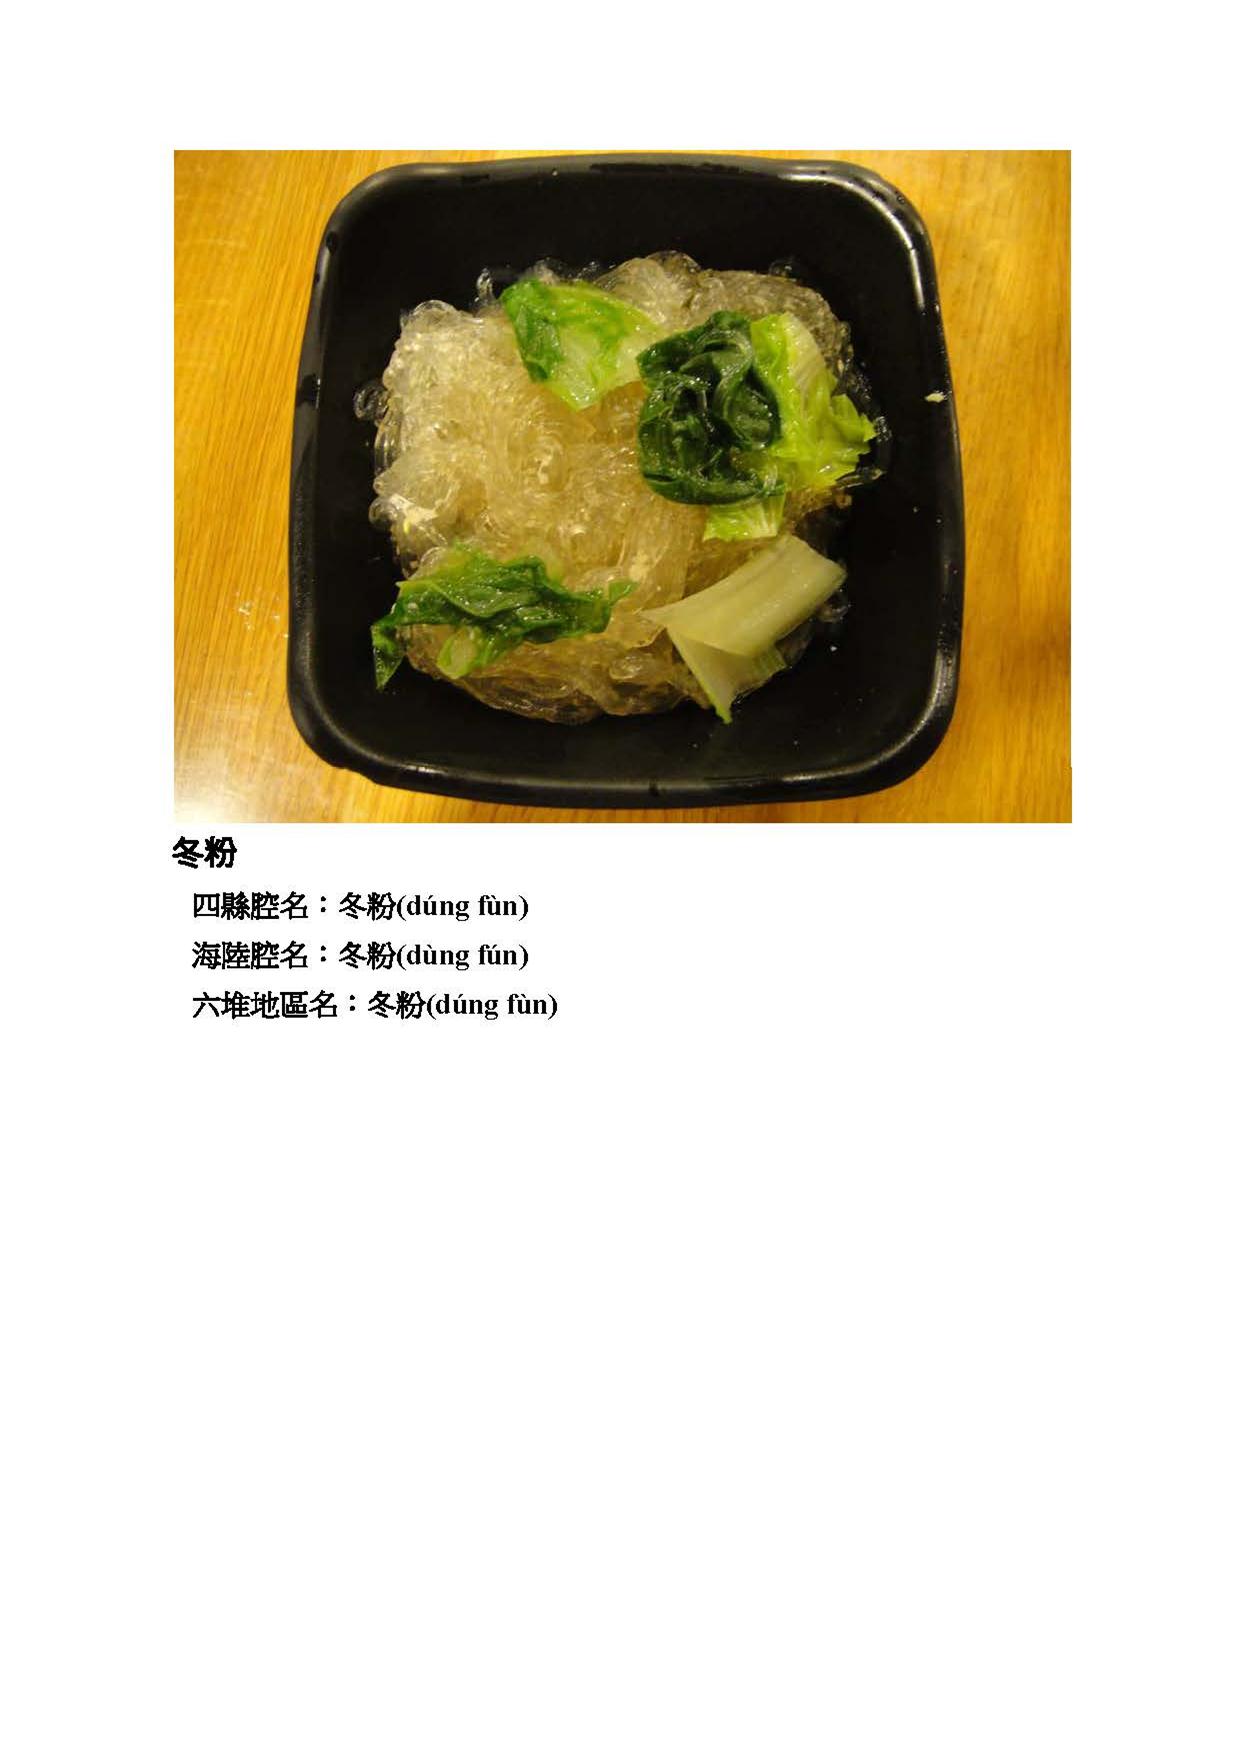 冬粉
四縣腔名：冬粉(dúng fùn)
海陸腔名：冬粉(dùng fún)
六堆地區名：冬粉(dúng fùn)